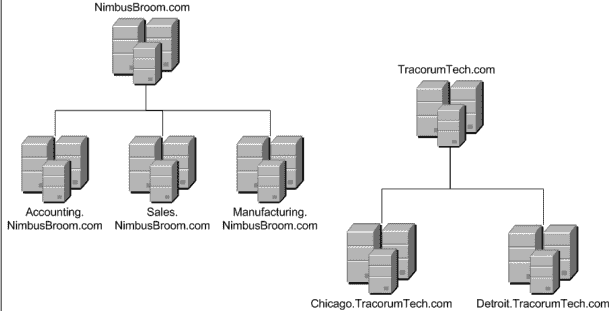 NimbusBroom.com
TracorumTech.com
Accounting.
NimbusBroom.com
Sales.
NimbusBroom.com
Manufacturing.
NimbusBroom.com
Chicago.TracorumTech.com
Detroit.TracorumTech.com